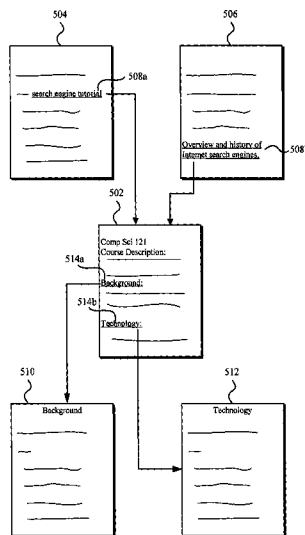 504
506
508a
search engine tutorial
Overview and history of
Internet search engines.
508
502
Comp Sci 121
Course Description:
514a
Background:
514b
Technology:
510
512
Background
Technology